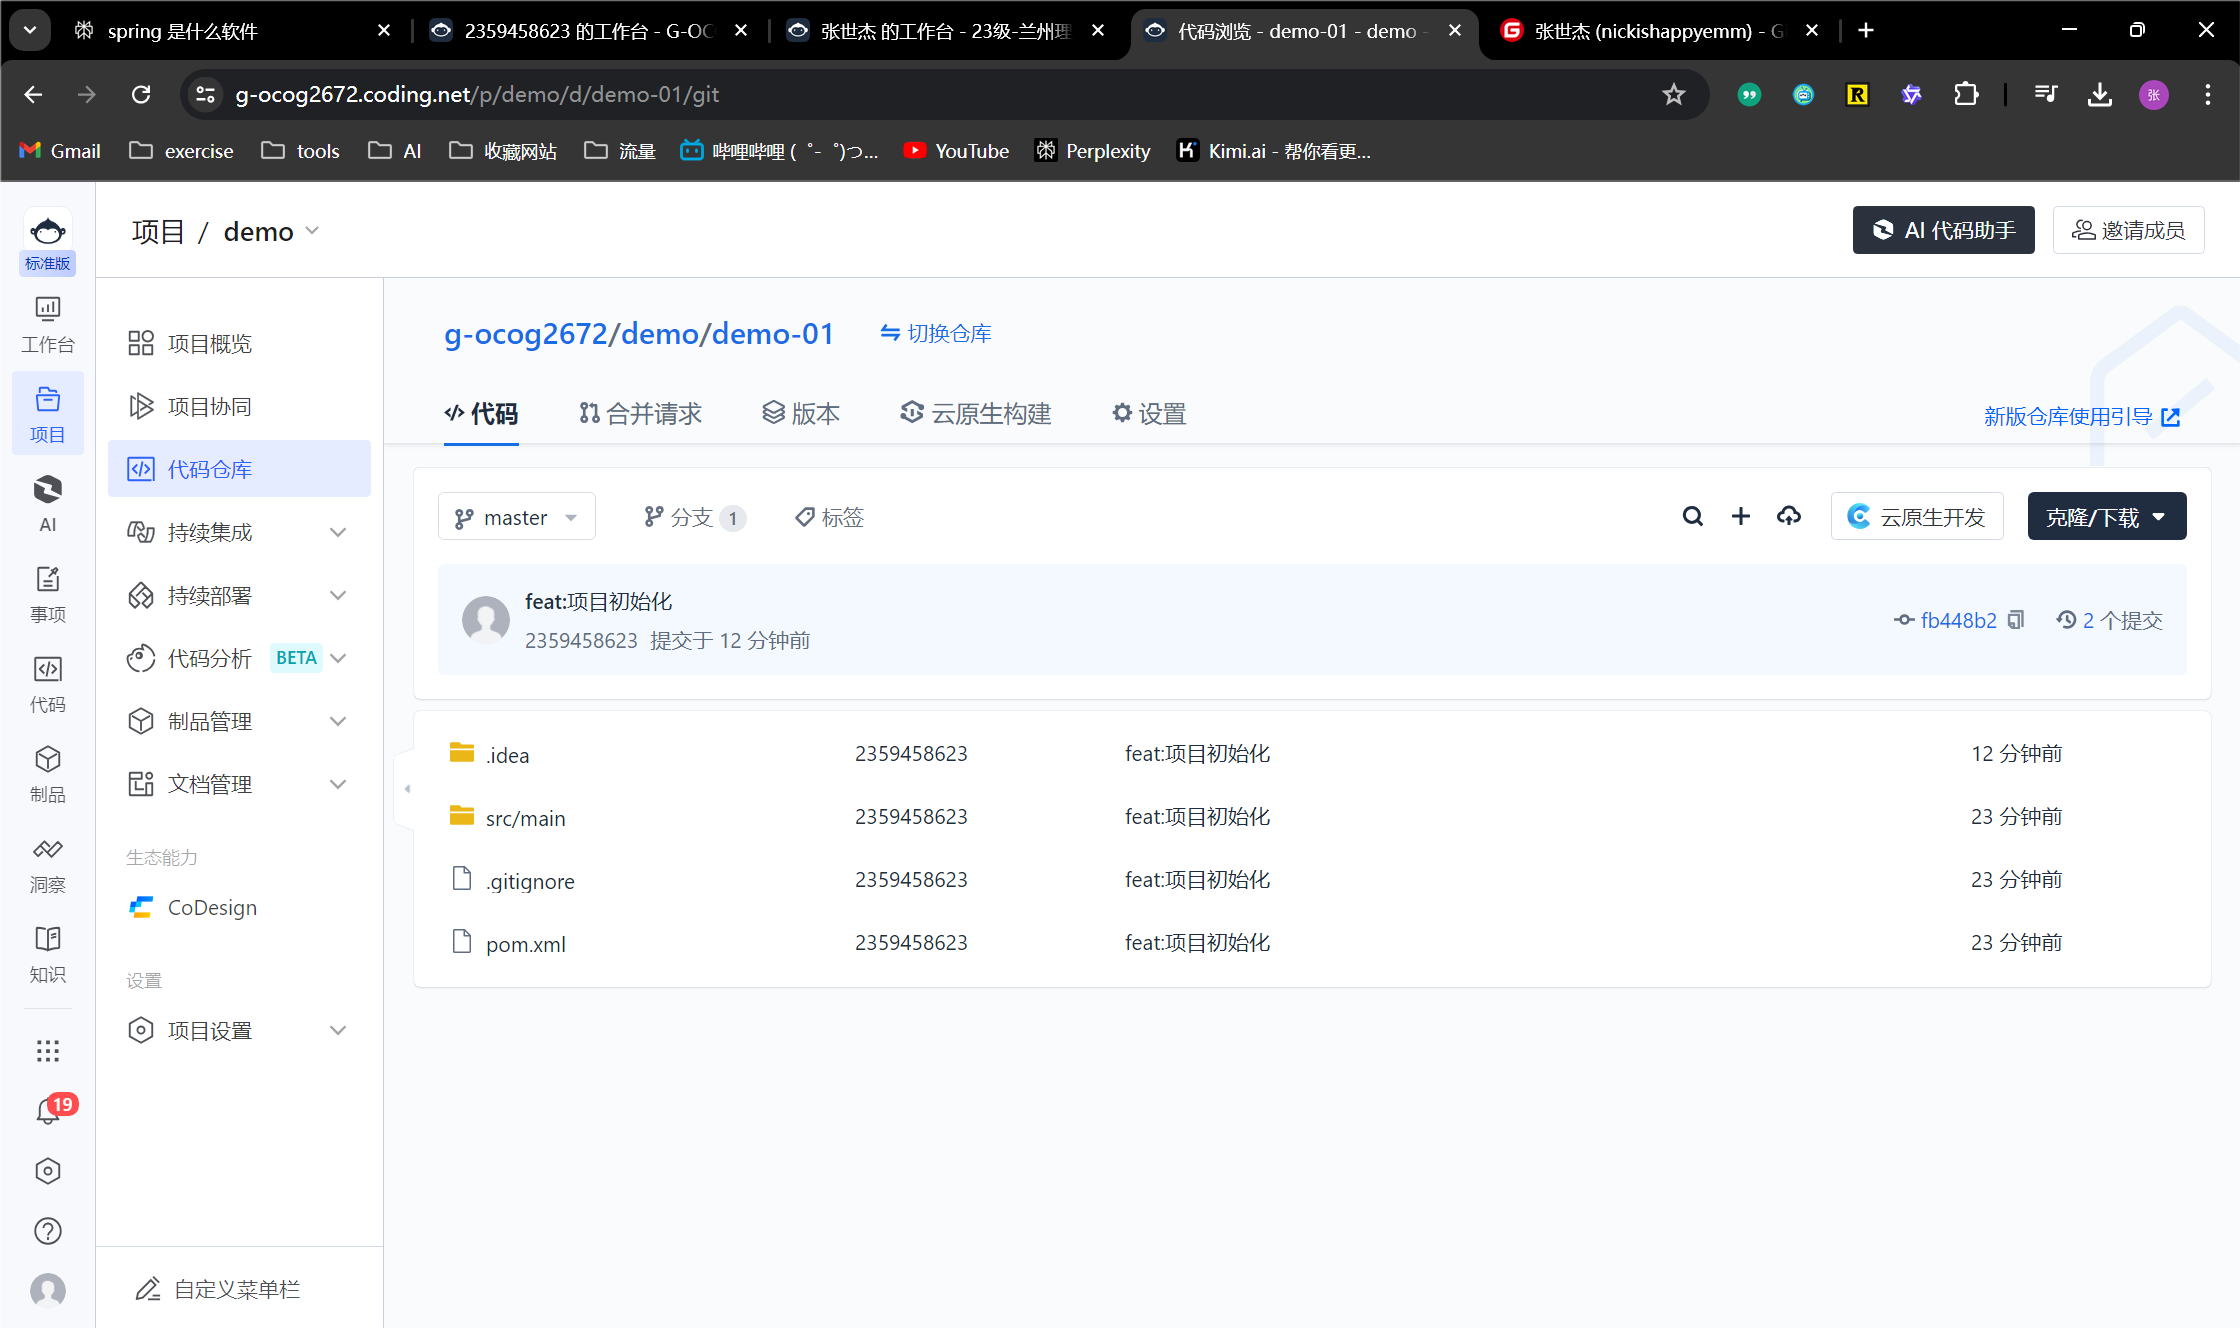 spring 是什么软件
2359458623 的工作台 - G-OC
张世杰 的工作台 - 23级-兰州理
代码浏览 - demo-01 - demo -
张世杰 (nickishappyemm) - G
g-ocog2672.coding.net/p/demo/d/demo-01/git
张
Gmail
exercise
tools
AI
收藏网站
流量
哔哩哔哩 ( ゜- ゜)つ...
YouTube
Perplexity
Kimi.ai - 帮你看更...
标准版
工作台
项目
AI
事项
代码
制品
洞察
知识
19
项目 / demo
AI 代码助手
邀请成员
项目概览
项目协同
代码仓库
持续集成
持续部署
代码分析 BETA
制品管理
文档管理
生态能力
CoDesign
设置
项目设置
自定义菜单栏
g-ocog2672/demo/demo-01
切换仓库
代码
合并请求
版本
云原生构建
设置
新版仓库使用引导
master
分支 1
标签
云原生开发
克隆/下载
feat:项目初始化
2359458623 提交于 12 分钟前
fb448b2
2 个提交
.idea 2359458623 feat:项目初始化 12 分钟前
src/main 2359458623 feat:项目初始化 23 分钟前
.gitignore 2359458623 feat:项目初始化 23 分钟前
pom.xml 2359458623 feat:项目初始化 23 分钟前